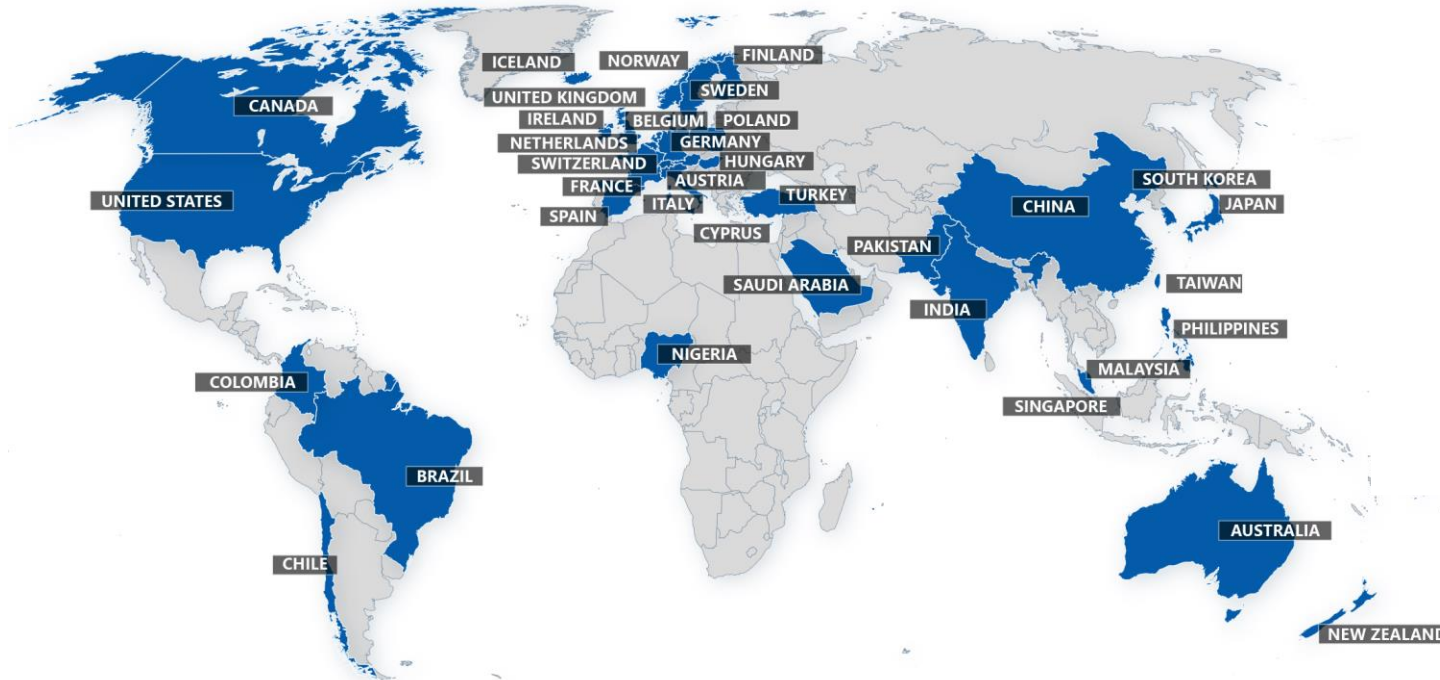 ICELAND
NORWAY
FINLAND
SWEDEN
UNITED KINGDOM
CANADA
IRELAND
BELGIUM
POLAND
NETHERLANDS
GERMANY
SWITZERLAND
HUNGARY
FRANCE
AUSTRIA
SOUTH KOREA
UNITED STATES
TURKEY
ITALY
CHINA
JAPAN
SPAIN
CYPRUS
PAKISTAN
SAUDI ARABIA
TAIWAN
INDIA
PHILIPPINES
NIGERIA
MALAYSIA
COLOMBIA
SINGAPORE
BRAZIL
AUSTRALIA
CHILE
NEW ZEALAND